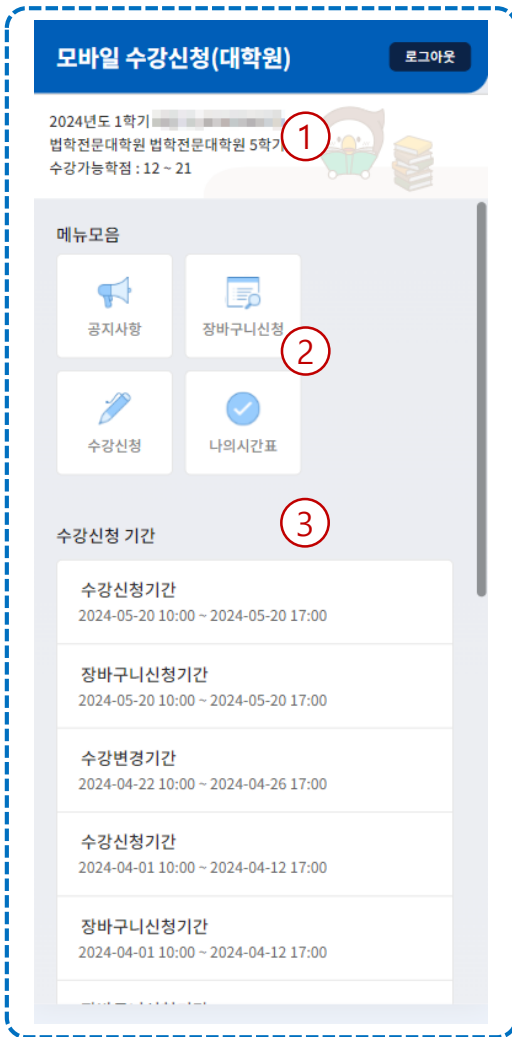 모바일 수강신청(대학원)
로그아웃
2024년도 1학기
법학전문대학원 법학전문대학원 5학기
1
수강가능학점 : 12 ~ 21
메뉴모음
공지사항
장바구니신청
2
수강신청
나의시간표
3
수강신청 기간
수강신청기간
2024-05-20 10:00 ~ 2024-05-20 17:00
장바구니신청기간
2024-05-20 10:00 ~ 2024-05-20 17:00
수강변경기간
2024-04-22 10:00 ~ 2024-04-26 17:00
수강신청기간
2024-04-01 10:00 ~ 2024-04-12 17:00
장바구니신청기간
2024-04-01 10:00 ~ 2024-04-12 17:00